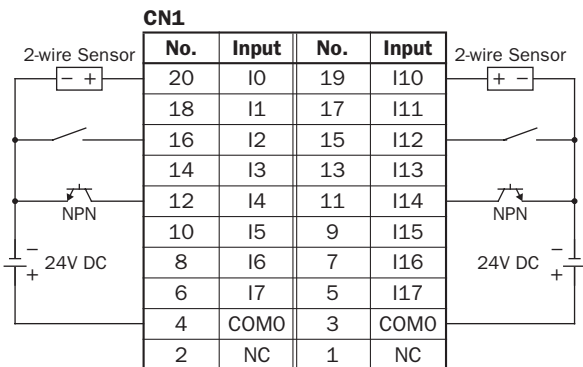 CN1
No. Input No. Input
2-wire Sensor 2-wire Sensor
− + 20 I0 19 I10 + −
18 I1 17 I11
16 I2 15 I12
14 I3 13 I13
12 I4 11 I14
NPN NPN
10 I5 9 I15
− −
24V DC 8 I6 7 I16 24V DC
+ +
6 I7 5 I17
4 COM0 3 COM0
2 NC 1 NC